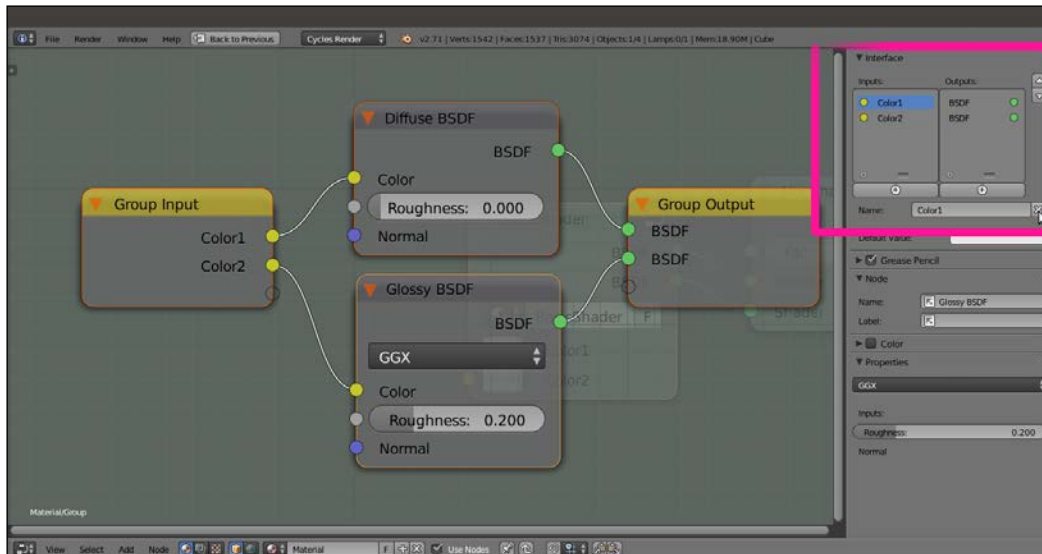 File Render Window Help Back to Previous Cycles Render v2.71 | Verts:1542 | Faces:1537 | Tris:3074 | Objects:1/4 | Lamps:0/1 | Mem:18.90M | Cube
Group Input
Color1
Color2
Diffuse BSDF
BSDF
Color
Roughness: 0.000
Normal
Glossy BSDF
BSDF
GGX
Color
Roughness: 0.200
Normal
Group Output
BSDF
BSDF
Shader
F
Color2
Shader
Material/Group
Interface
Inputs: Outputs:
Color1 BSDF
Color2 BSDF
Name: Color1
Default Value:
Grease Pencil
Node
Name: Glossy BSDF
Label:
Color
Properties
GGX
Inputs:
Roughness: 0.200
Normal
View Select Add Node Material F Use Nodes